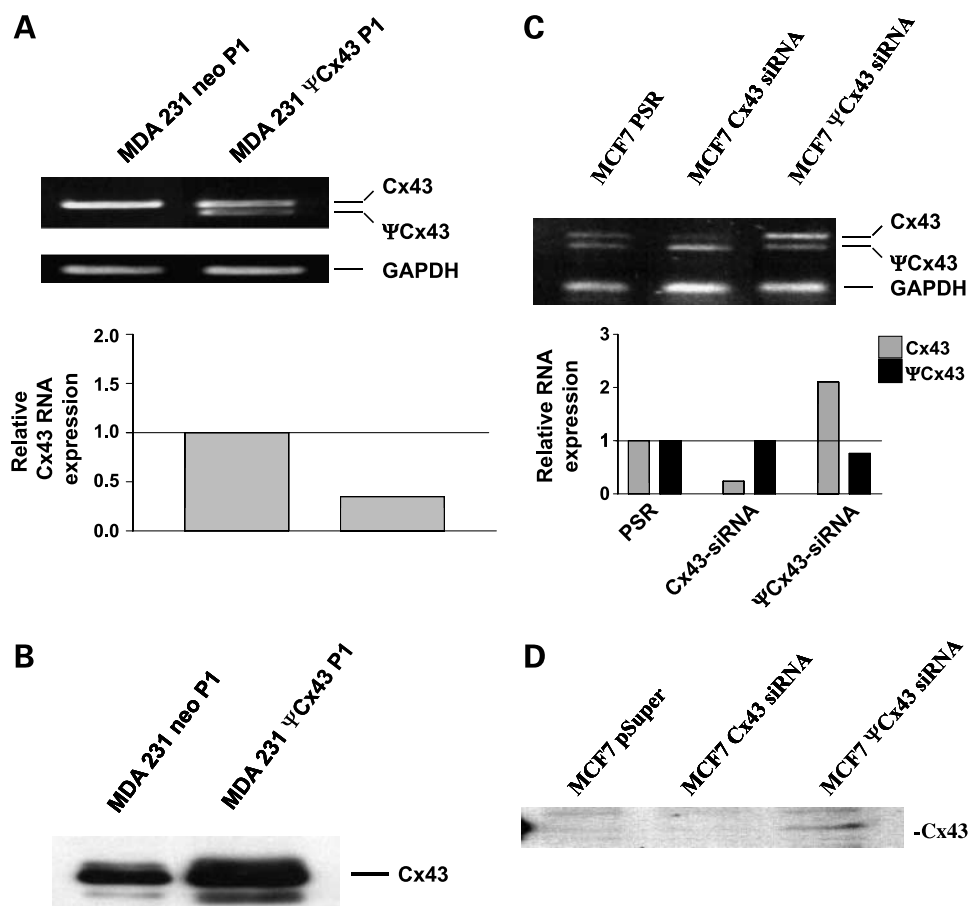 A
MDA 231 neo P1
MDA 231 ΨCx43 P1
Cx43
ΨCx43
GAPDH
Relative
Cx43 RNA
expression
2.0
1.5
1.0
0.5
0.0
B
MDA 231 neo P1
MDA 231 ΨCx43 P1
Cx43
C
MCF7 PSR
MCF7 Cx43 siRNA
MCF7 ΨCx43 siRNA
Cx43
ΨCx43
GAPDH
Relative RNA
expression
3
2
1
0
Cx43
ΨCx43
PSR
Cx43-siRNA
ΨCx43-siRNA
D
MCF7 pSuper
MCF7 Cx43 siRNA
MCF7 ΨCx43 siRNA
-Cx43